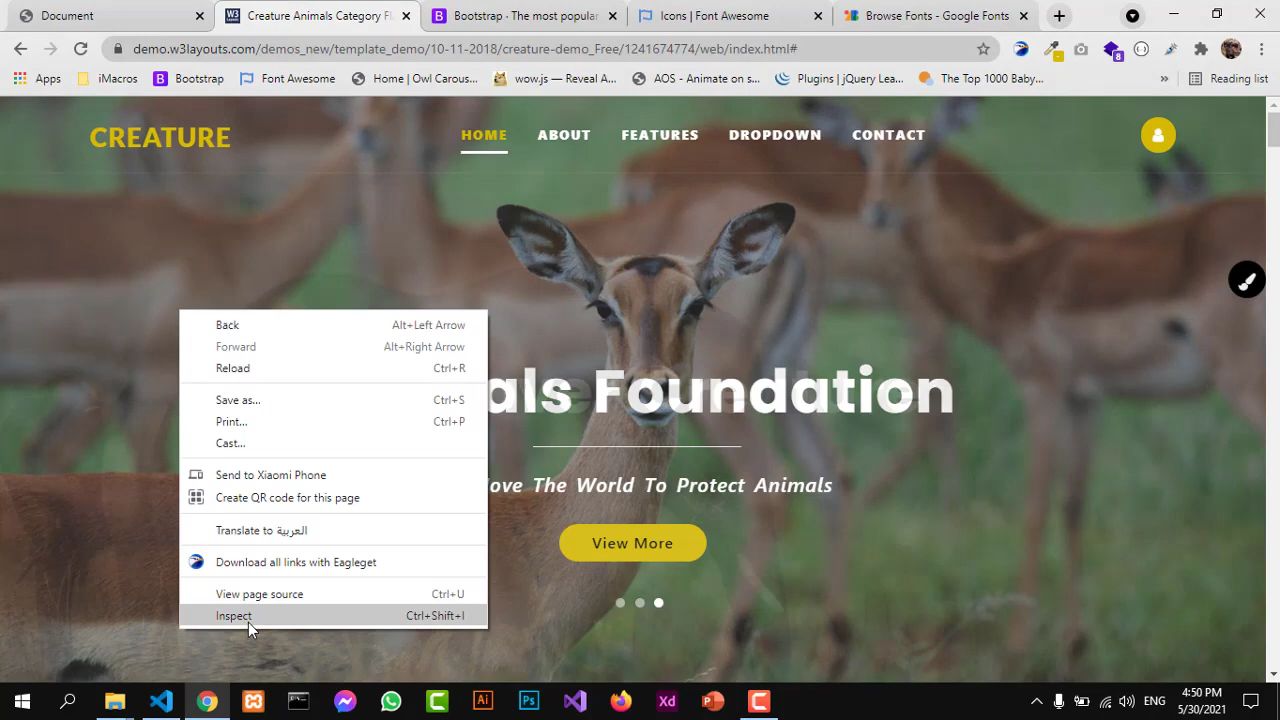 Document
Creature Animals Category Fl
Bootstrap · The most popular
Icons | Font Awesome
Browse Fonts - Google Fonts
demo.w3layouts.com/demos_new/template_demo/10-11-2018/creature-demo_Free/1241674774/web/index.html#
Apps
iMacros
Bootstrap
Font Awesome
Home | Owl Carous...
wow.js — Reveal A...
AOS - Animate on s...
Plugins | jQuery Lea...
The Top 1000 Baby...
»
Reading list
CREATURE
HOME
ABOUT
FEATURES
DROPDOWN
CONTACT
Back Alt+Left Arrow
Forward Alt+Right Arrow
Reload Ctrl+R
Save as... Ctrl+S
Print... Ctrl+P
Cast...
Send to Xiaomi Phone
Create QR code for this page
Translate to العربية
Download all links with Eagleget
View page source Ctrl+U
Inspect Ctrl+Shift+I
als Foundation
ove The World To Protect Animals
View More
ENG
4:50 PM
5/30/2021